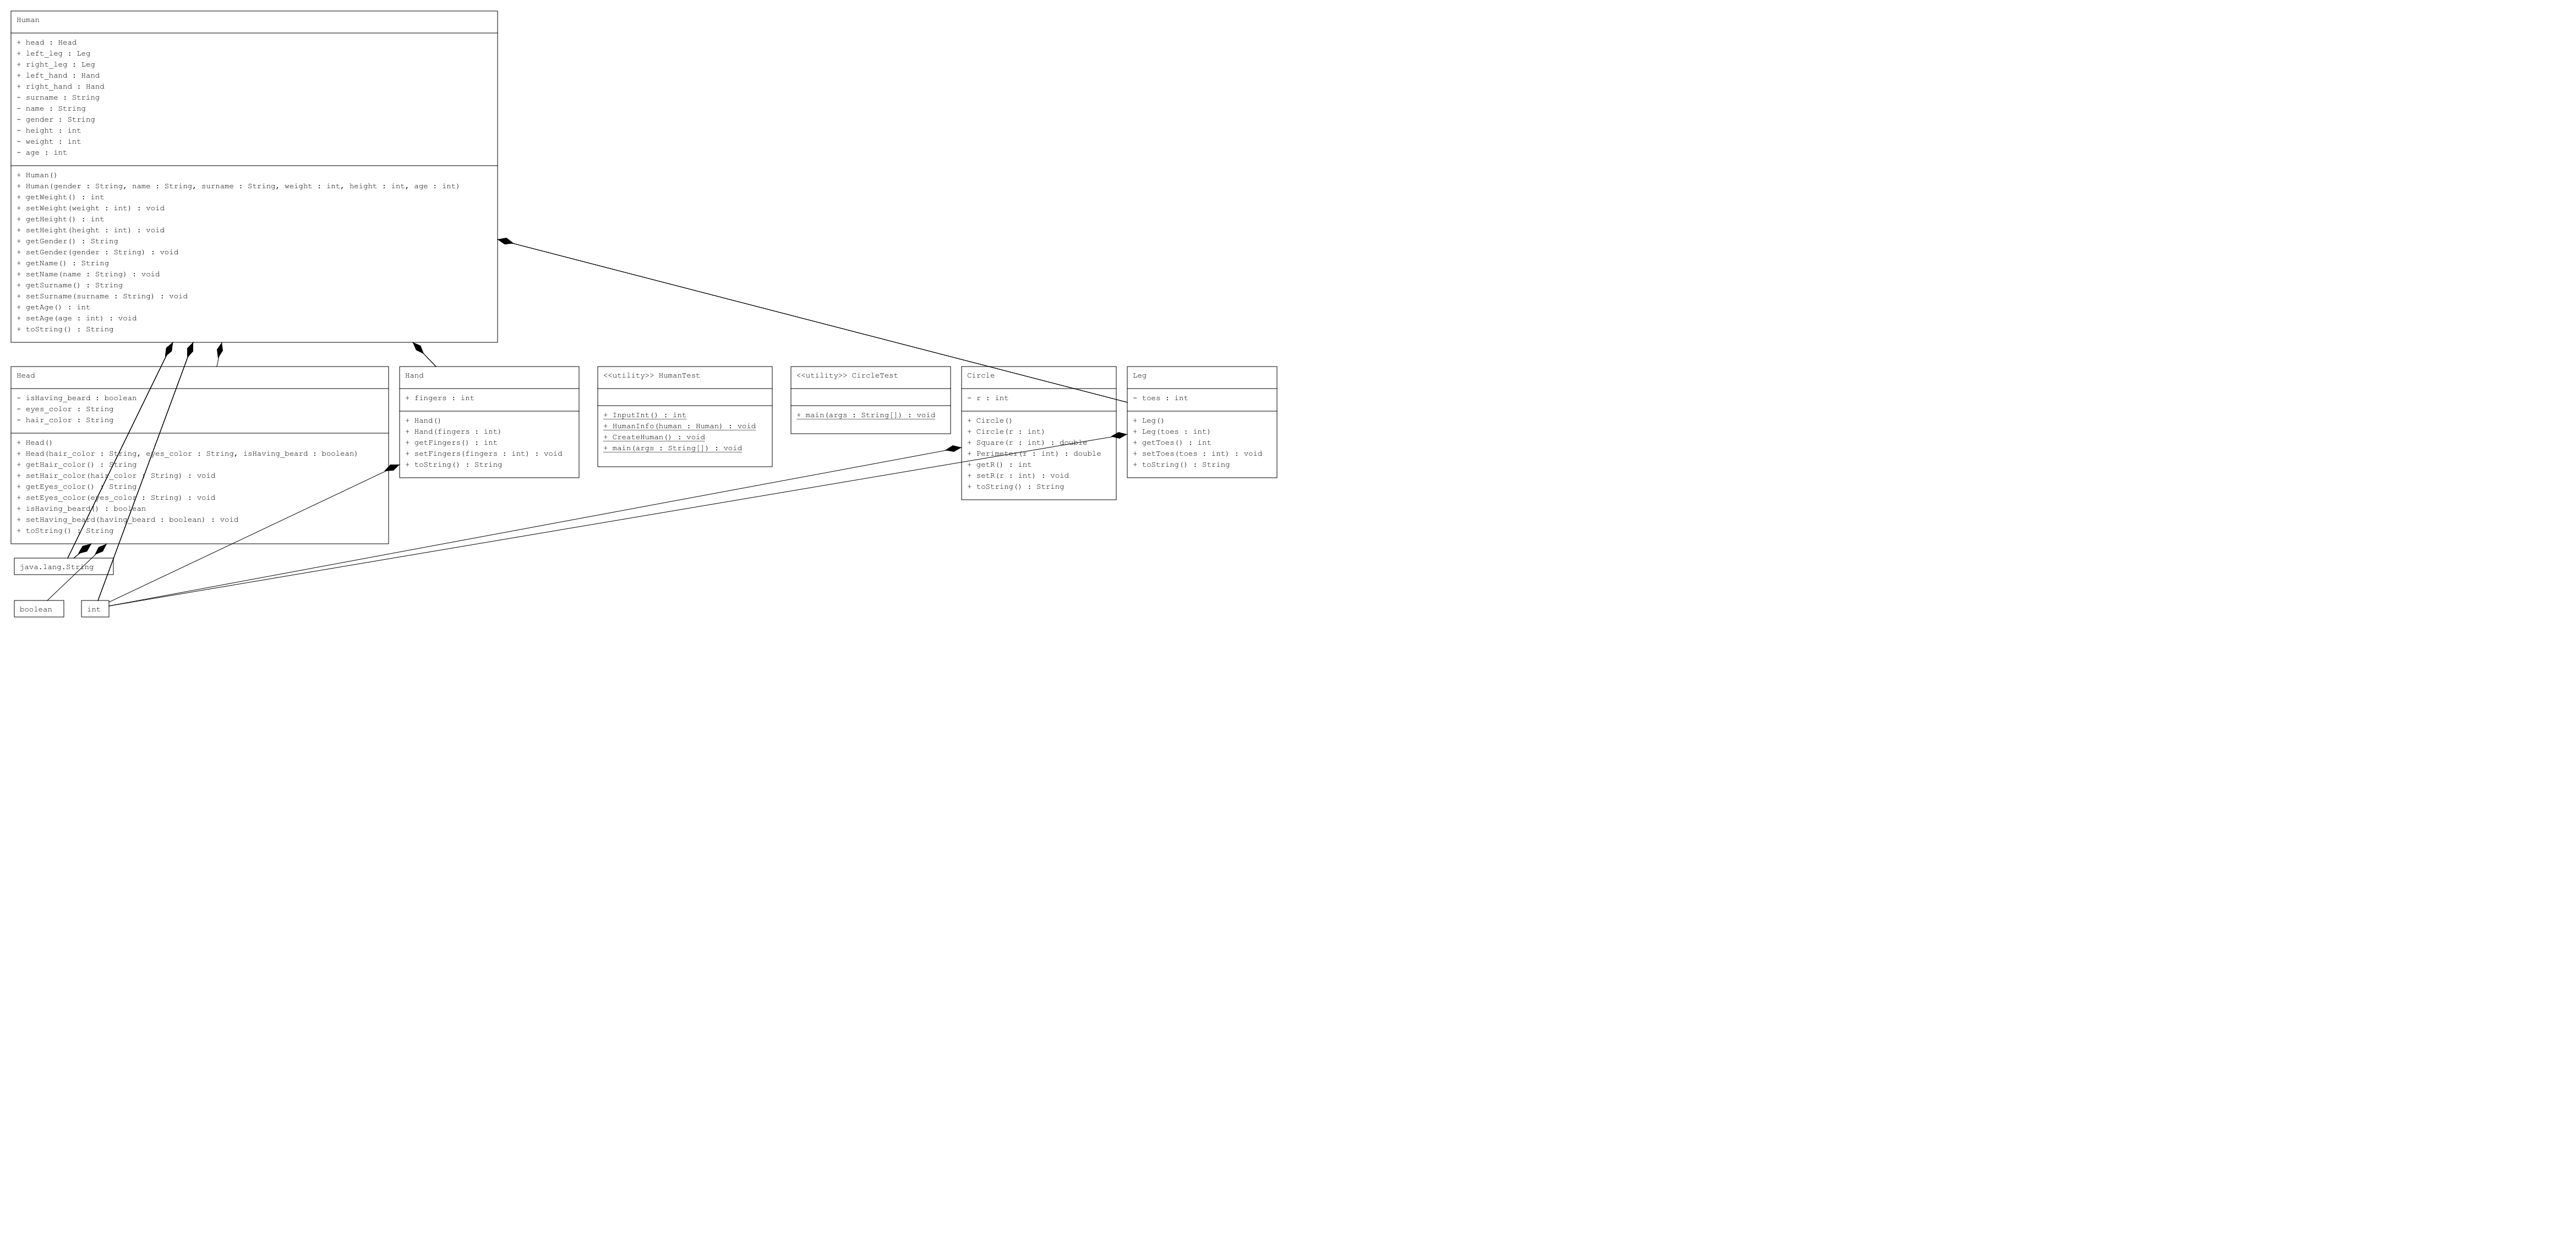 Human
+ head : Head
+ left_leg : Leg
+ right_leg : Leg
+ left_hand : Hand
+ right_hand : Hand
- surname : String
- name : String
- gender : String
- height : int
- weight : int
- age : int
+ Human()
+ Human(gender : String, name : String, surname : String, weight : int, height : int, age : int)
+ getWeight() : int
+ setWeight(weight : int) : void
+ getHeight() : int
+ setHeight(height : int) : void
+ getGender() : String
+ setGender(gender : String) : void
+ getName() : String
+ setName(name : String) : void
+ getSurname() : String
+ setSurname(surname : String) : void
+ getAge() : int
+ setAge(age : int) : void
+ toString() : String
Head
- isHaving_beard : boolean
- eyes_color : String
- hair_color : String
+ Head()
+ Head(hair_color : String, eyes_color : String, isHaving_beard : boolean)
+ getHair_color() : String
+ setHair_color(hair_color : String) : void
+ getEyes_color() : String
+ setEyes_color(eyes_color : String) : void
+ isHaving_beard() : boolean
+ setHaving_beard(having_beard : boolean) : void
+ toString() : String
Hand
+ fingers : int
+ Hand()
+ Hand(fingers : int)
+ getFingers() : int
+ setFingers(fingers : int) : void
+ toString() : String
<<utility>> HumanTest
+ InputInt() : int
+ HumanInfo(human : Human) : void
+ CreateHuman() : void
+ main(args : String[]) : void
<<utility>> CircleTest
+ main(args : String[]) : void
Circle
- r : int
+ Circle()
+ Circle(r : int)
+ Square(r : int) : double
+ Perimeter(r : int) : double
+ getR() : int
+ setR(r : int) : void
+ toString() : String
Leg
- toes : int
+ Leg()
+ Leg(toes : int)
+ getToes() : int
+ setToes(toes : int) : void
+ toString() : String
java.lang.String
boolean
int